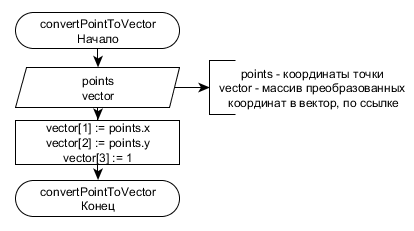 convertPointToVector
Начало
points
vector
points - координаты точки
vector - массив преобразованных
координат в вектор, по ссылке
vector[1] := points.x
vector[2] := points.y
vector[3] := 1
convertPointToVector
Конец